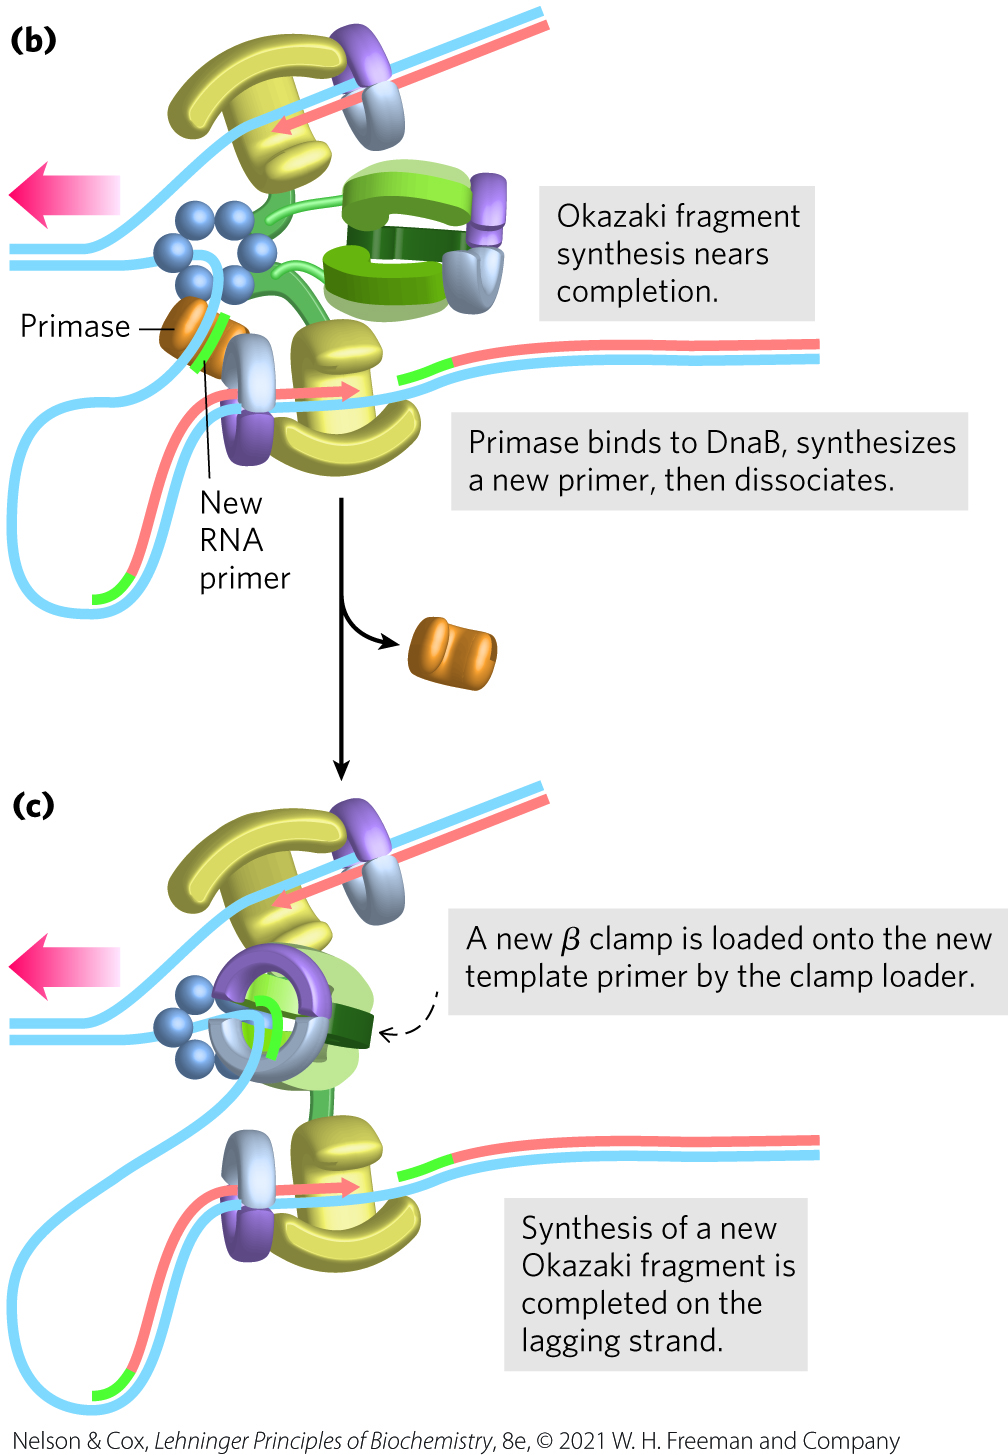 (b)
Okazaki fragment
synthesis nears
completion.
Primase
Primase binds to DnaB, synthesizes
a new primer, then dissociates.
New
RNA
primer
(c)
A new β clamp is loaded onto the new
template primer by the clamp loader.
Synthesis of a new
Okazaki fragment is
completed on the
lagging strand.
Nelson & Cox, Lehninger Principles of Biochemistry, 8e, © 2021 W. H. Freeman and Company